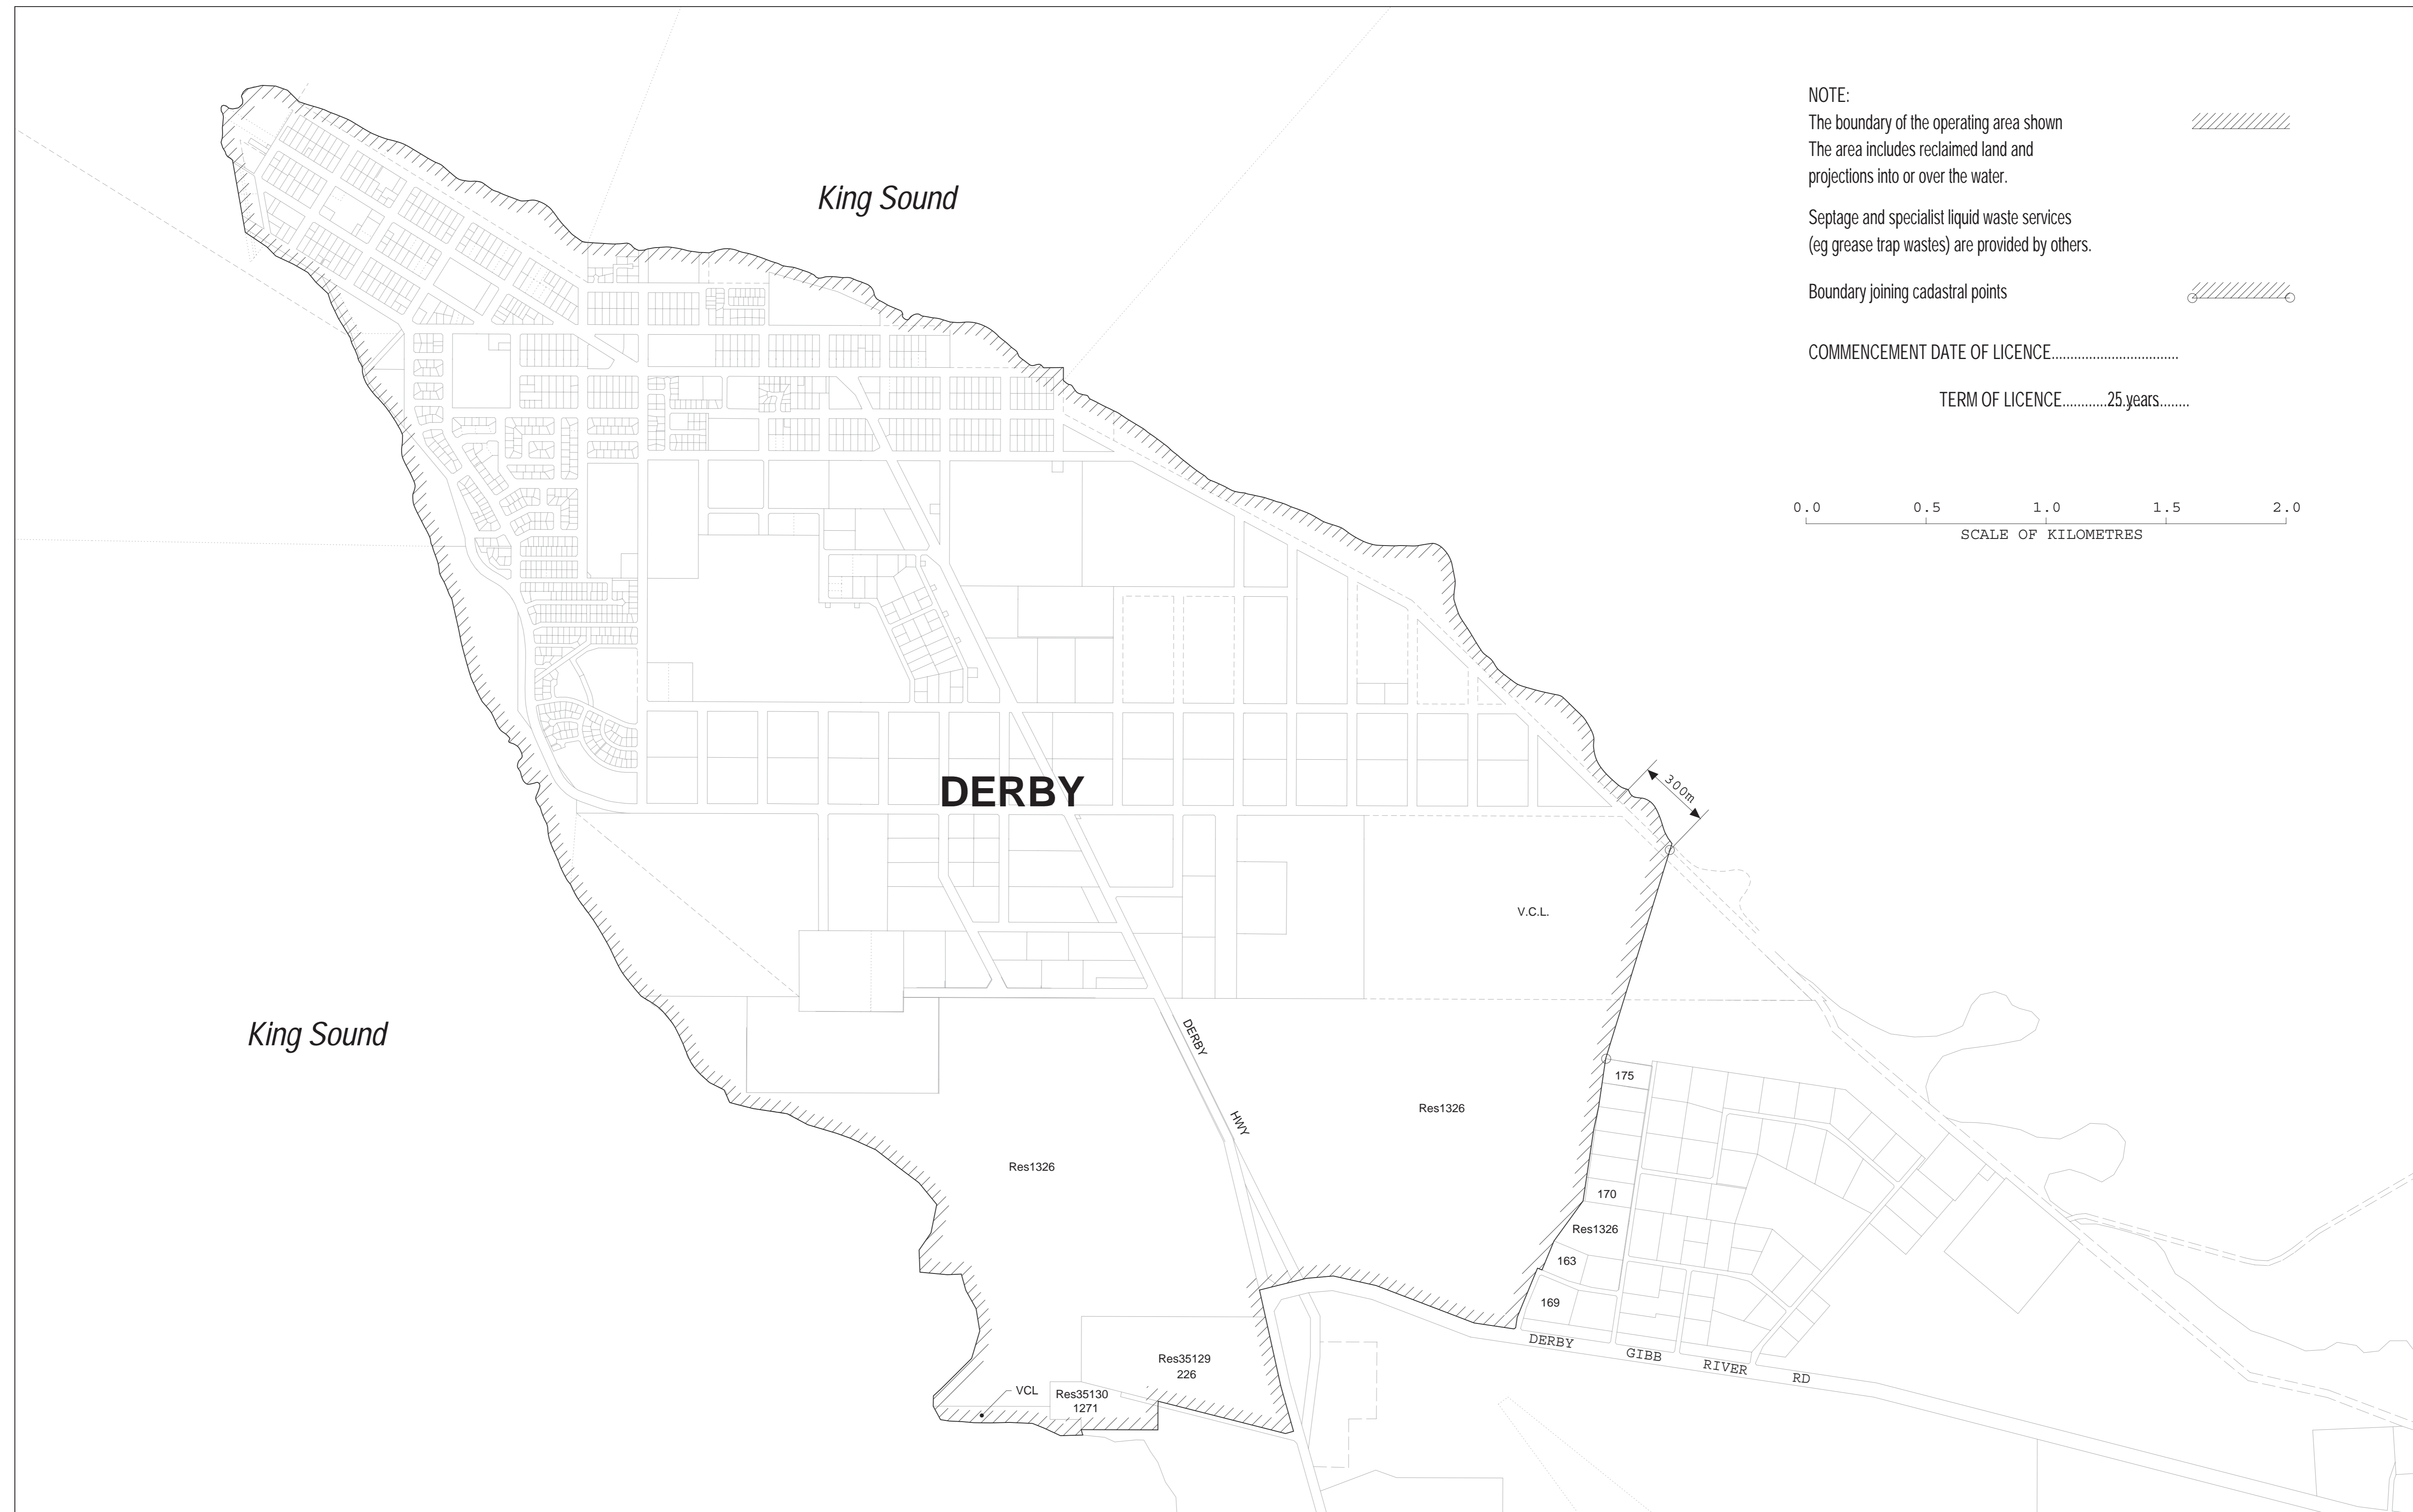 NOTE:
The boundary of the operating area shown
The area includes reclaimed land and
projections into or over the water.
Septage and specialist liquid waste services
(eg grease trap wastes) are provided by others.
Boundary joining cadastral points
COMMENCEMENT DATE OF LICENCE..................................
TERM OF LICENCE............25.years........
0.0 0.5 1.0 1.5 2.0
SCALE OF KILOMETRES
King Sound
DERBY
300m
V.C.L.
King Sound
DERBY
HWY
175
Res1326
Res1326
170
Res1326
163
169
DERBY GIBB RIVER RD
Res35129
226
VCL
Res35130
1271